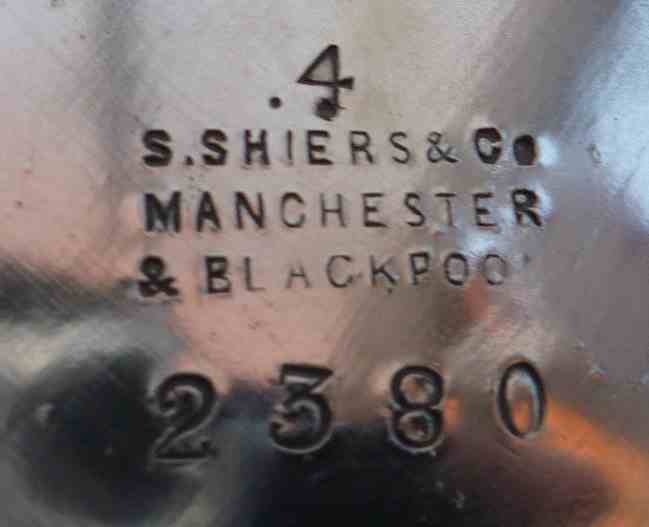 .4
S.SHIERS & Co
MANCHESTER
& BLACKPOO
2380